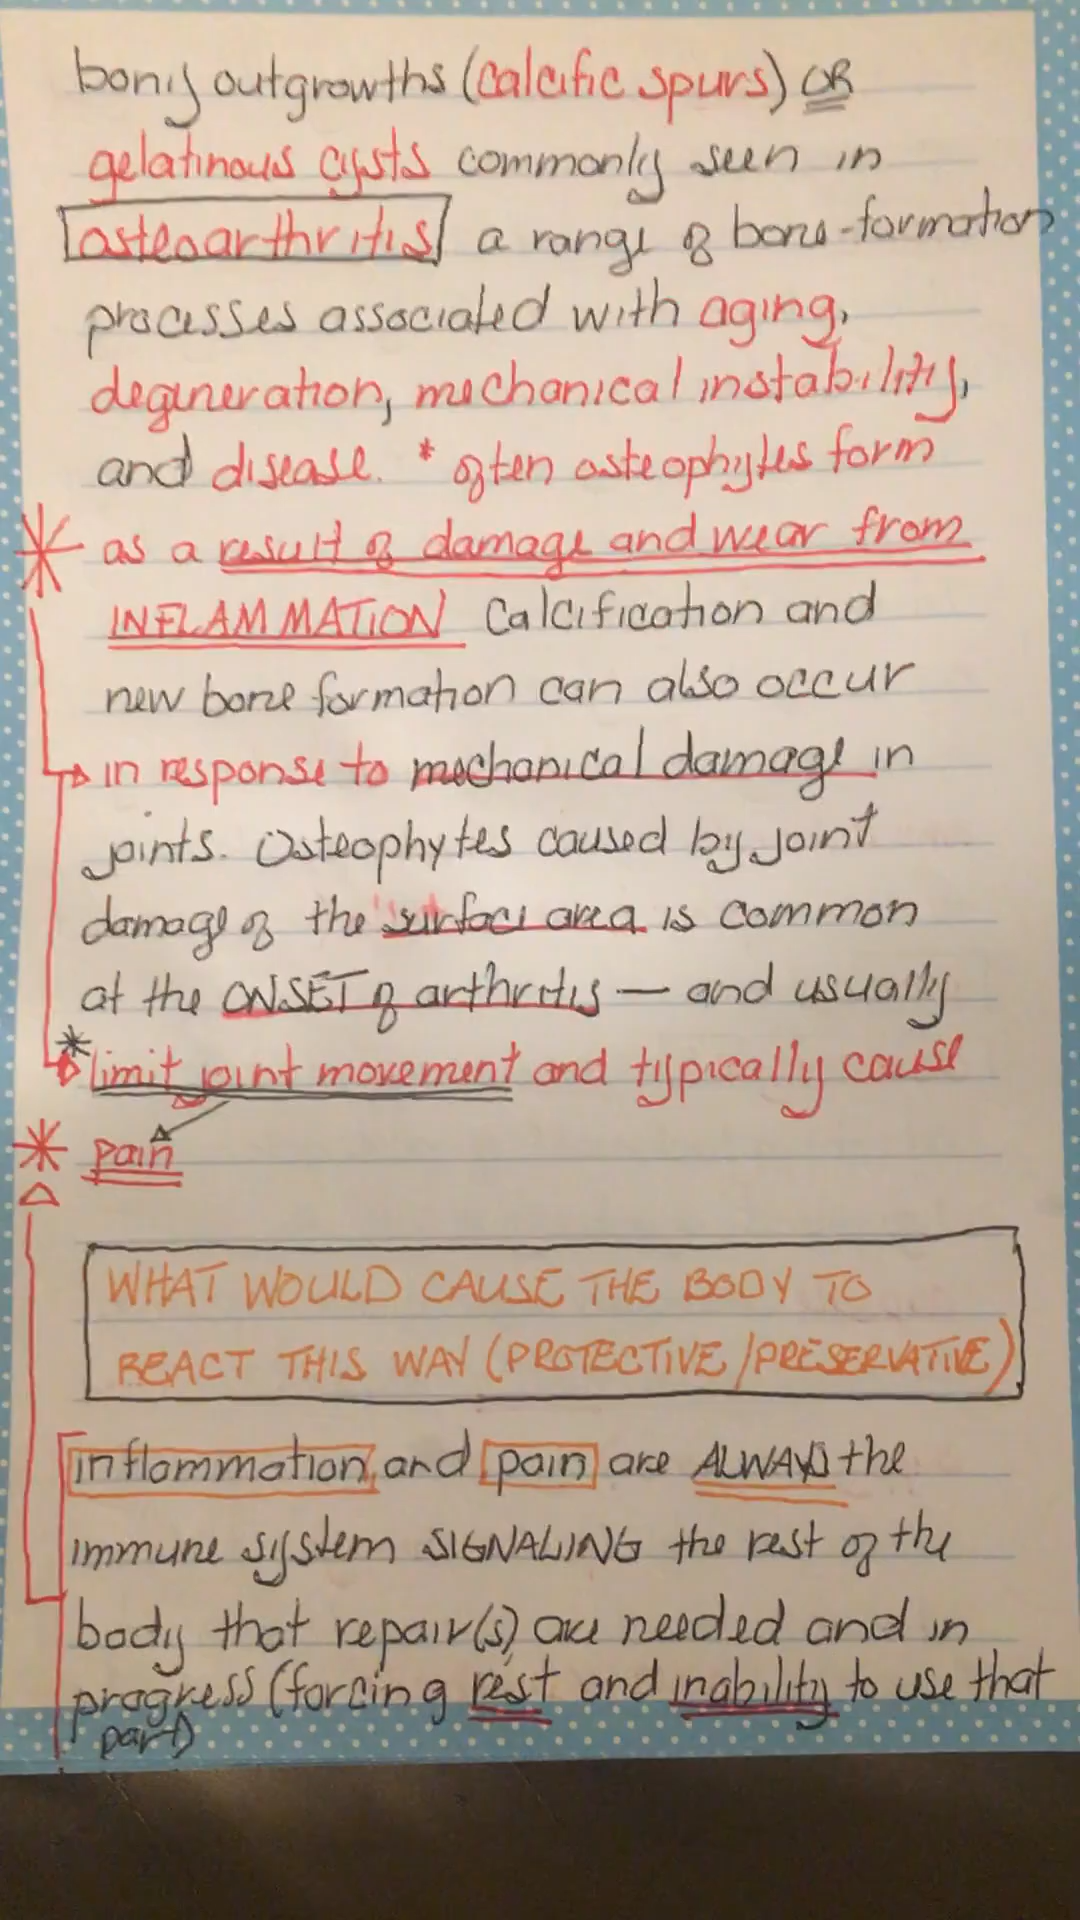 bony outgrowths (calcific spurs) OR
gelatinous cysts commonly seen in
osteoarthritis a range of bone-formation
processes associated with aging,
degeneration, mechanical instability,
and disease. * often osteophytes form
* as a result of damage and wear from
INFLAMMATION Calcification and
new bone formation can also occur
in response to mechanical damage in
joints. Osteophytes caused by joint
damage of the surface area is common
at the ONSET of arthritis — and usually
* limit joint movement and typically cause
* pain
WHAT WOULD CAUSE THE BODY TO
REACT THIS WAY (PROTECTIVE/PRESERVATIVE)
inflammation and pain are ALWAYS the
immune system SIGNALING the rest of the
body that repair(s) are needed and in
progress (forcing rest and inability to use that
part)